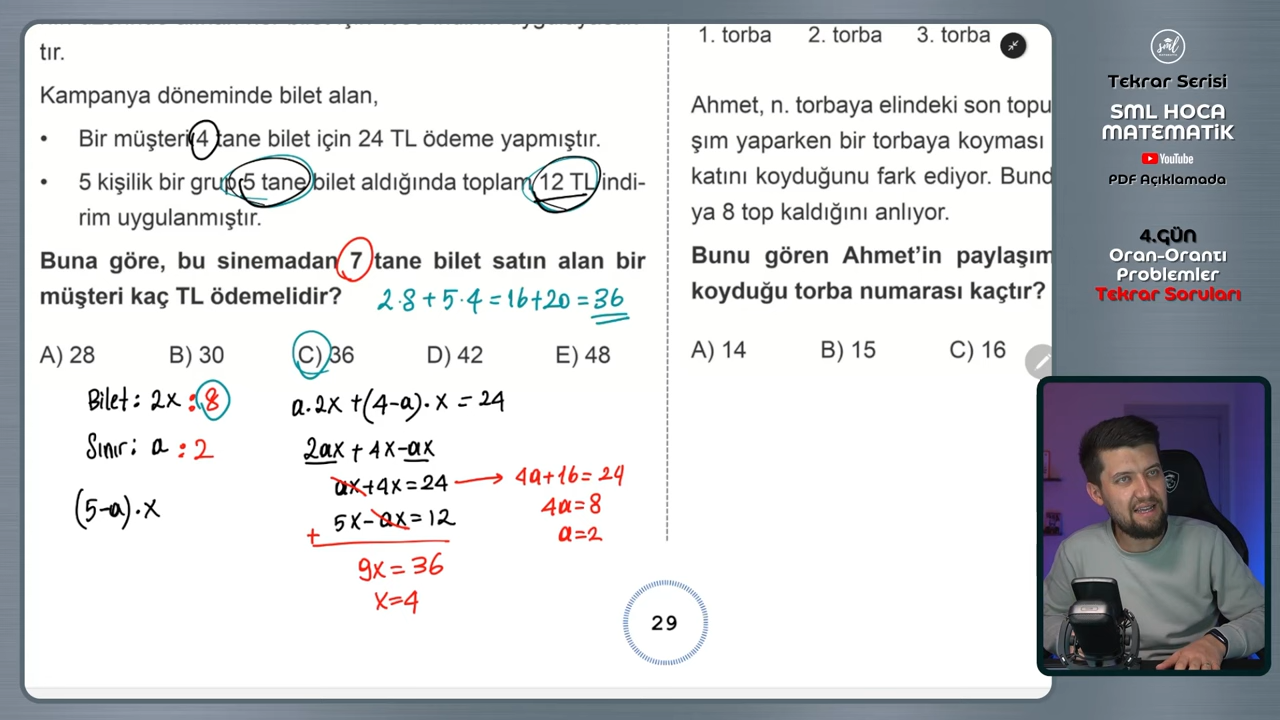 tır.
Kampanya döneminde bilet alan,
• Bir müşteri 4 tane bilet için 24 TL ödeme yapmıştır.
• 5 kişilik bir grup 5 tane bilet aldığında toplam 12 TL indi-
rim uygulanmıştır.
Buna göre, bu sinemadan 7 tane bilet satın alan bir
müşteri kaç TL ödemelidir?
2·8+5·4=16+20=36
A) 28 B) 30 C) 36 D) 42 E) 48
Bilet: 2x : 8
Sınır: a : 2
(5-a)·x
a·2x+(4-a)·x=24
2ax+4x-ax
ax+4x=24
5x-ax=12
+
9x=36
x=4
4a+16=24
4a=8
a=2
1. torba 2. torba 3. torba
Ahmet, n. torbaya elindeki son topu
şım yaparken bir torbaya koyması
katını koyduğunu fark ediyor. Bund
ya 8 top kaldığını anlıyor.
Bunu gören Ahmet'in paylaşım
koyduğu torba numarası kaçtır?
A) 14 B) 15 C) 16
29
sml
Tekrar Serisi
SML HOCA
MATEMATİK
YouTube
PDF Açıklamada
4.GÜN
Oran-Orantı
Problemler
Tekrar Soruları